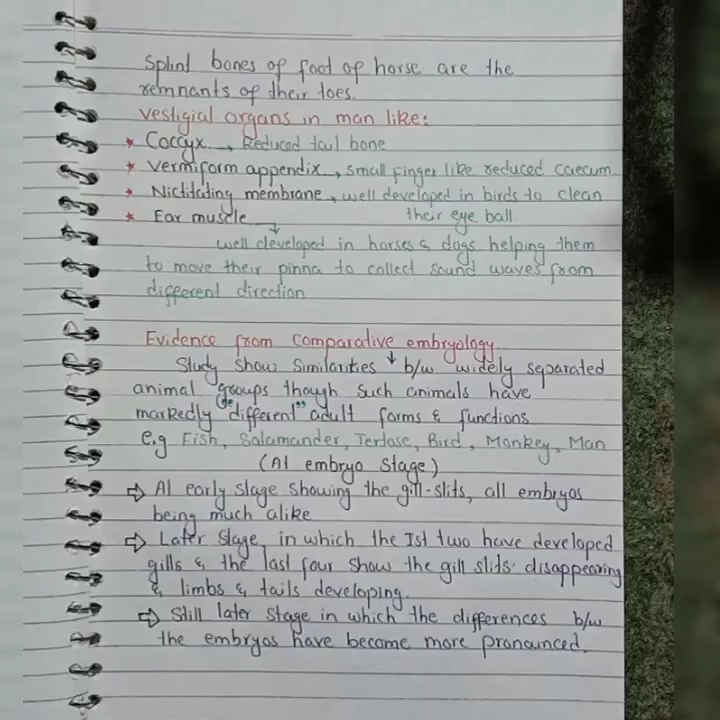 Splint bones of foot of horse are the
remnants of their toes.
Vestigial organs in man like:
* Coccyx → Reduced tail bone
* Vermiform appendix → small finger like reduced caecum.
* Nictitating membrane → well developed in birds to clean
their eye ball.
* Ear muscle
↓
well developed in horses & dogs helping them
to move their pinna to collect sound waves from
different direction
Evidence from comparative embryology.
Study show similarities ↓ b/w widely separated
animal groups though such animals have
markedly "different" adult forms & functions
e.g Fish, Salamander, Tortose, Bird, Monkey, Man
(At embryo stage)
⇨ At early stage showing the gill-slits, all embryos
being much alike
⇨ Later stage in which the Ist two have developed
gills & the last four show the gill slits disappearing
& limbs & tails developing.
⇨ Still later stage in which the differences b/w
the embryos have become more pronounced.